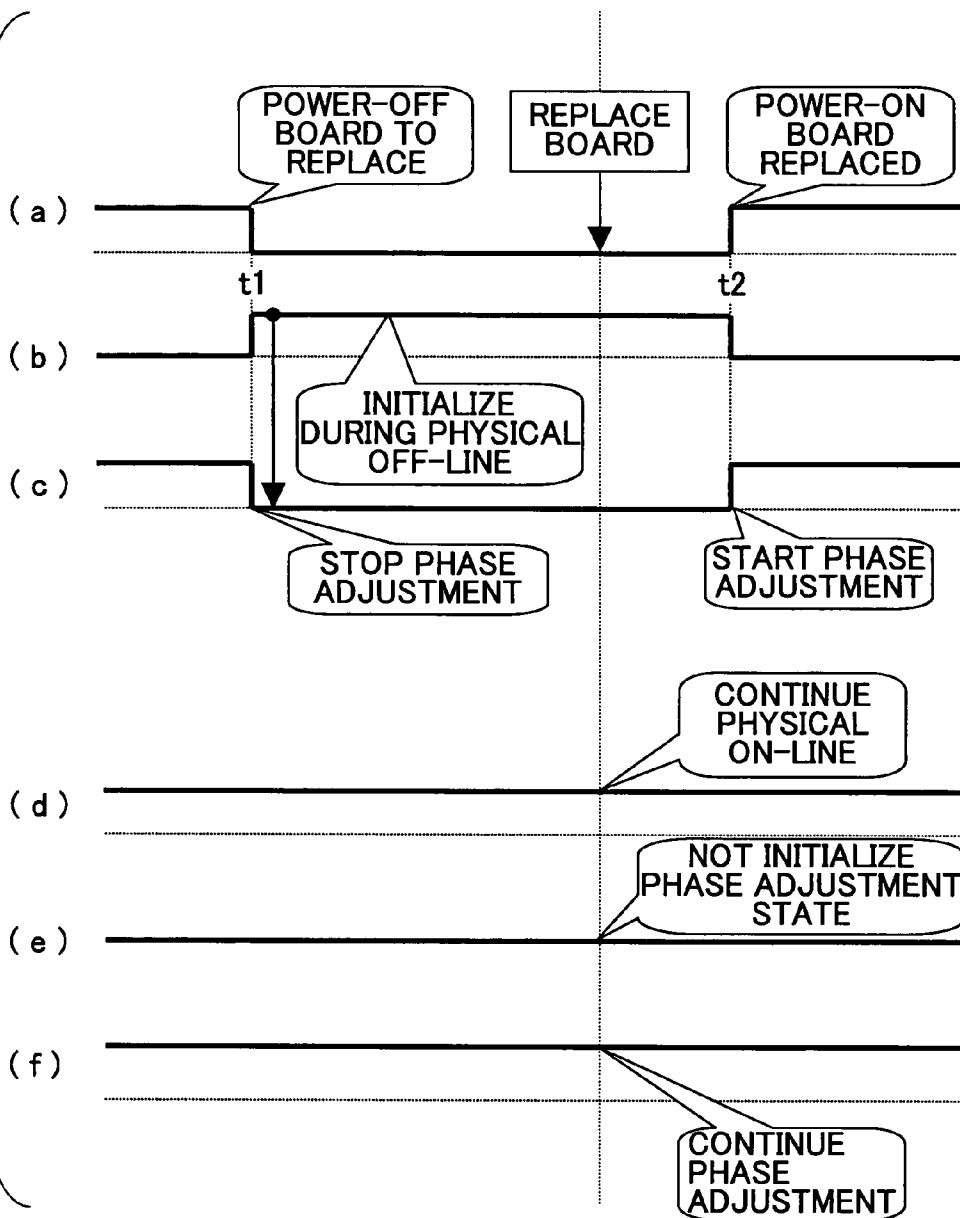 POWER-OFF
BOARD TO
REPLACE
REPLACE
BOARD
POWER-ON
BOARD
REPLACED
(a)
t1
t2
(b)
INITIALIZE
DURING PHYSICAL
OFF-LINE
(c)
STOP PHASE
ADJUSTMENT
START PHASE
ADJUSTMENT
CONTINUE
PHYSICAL
ON-LINE
(d)
NOT INITIALIZE
PHASE ADJUSTMENT
STATE
(e)
(f)
CONTINUE
PHASE
ADJUSTMENT